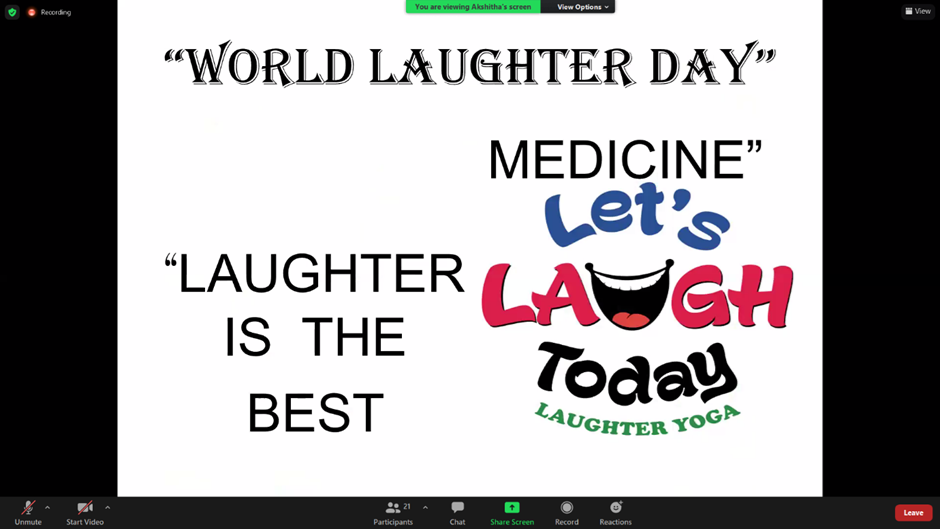 Recording
You are viewing Akshitha's screen
View Options
View
“WORLD LAUGHTER DAY”
“LAUGHTER
IS THE
BEST
MEDICINE”
Let's
LAUGH
Today
LAUGHTER YOGA
Unmute
Start Video
21
Participants
Chat
Share Screen
Record
Reactions
Leave